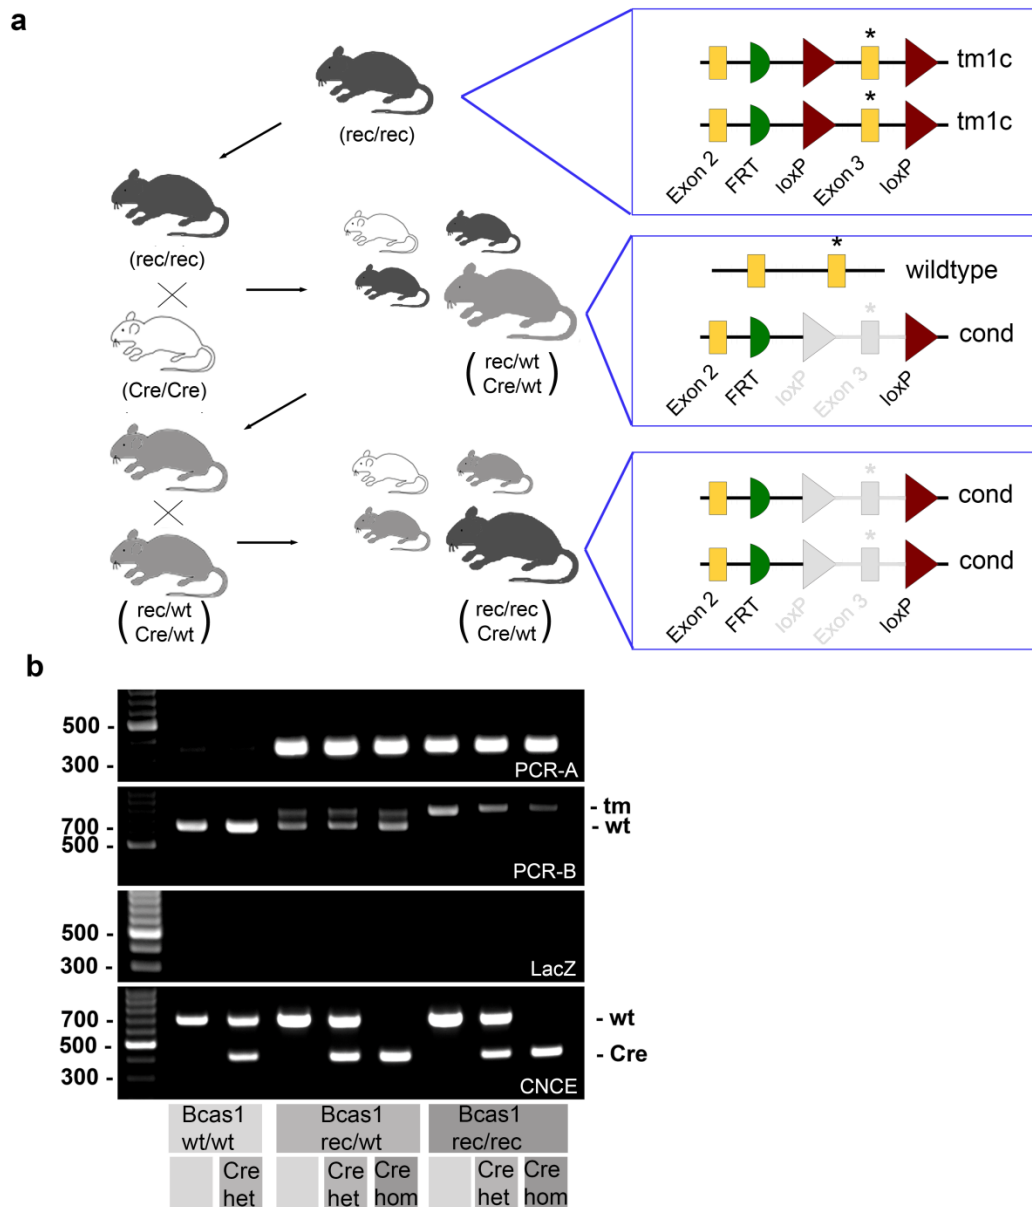 a
(rec/rec)
* tm1c
* tm1c
Exon 2 FRT loxP Exon 3 loxP
(rec/rec)
(Cre/Cre)
(rec/wt
Cre/wt)
* wildtype
* cond
Exon 2 FRT loxP Exon 3 loxP
(rec/wt
Cre/wt)
(rec/rec
Cre/wt)
* cond
* cond
Exon 2 FRT loxP Exon 3 loxP
b
500 -
300 -
PCR-A
700 -
500 -
- tm
- wt
PCR-B
500 -
300 -
LacZ
700 -
500 -
300 -
- wt
- Cre
CNCE
Bcas1
wt/wt
Bcas1
rec/wt
Bcas1
rec/rec
Cre
het
Cre
het
Cre
hom
Cre
het
Cre
hom